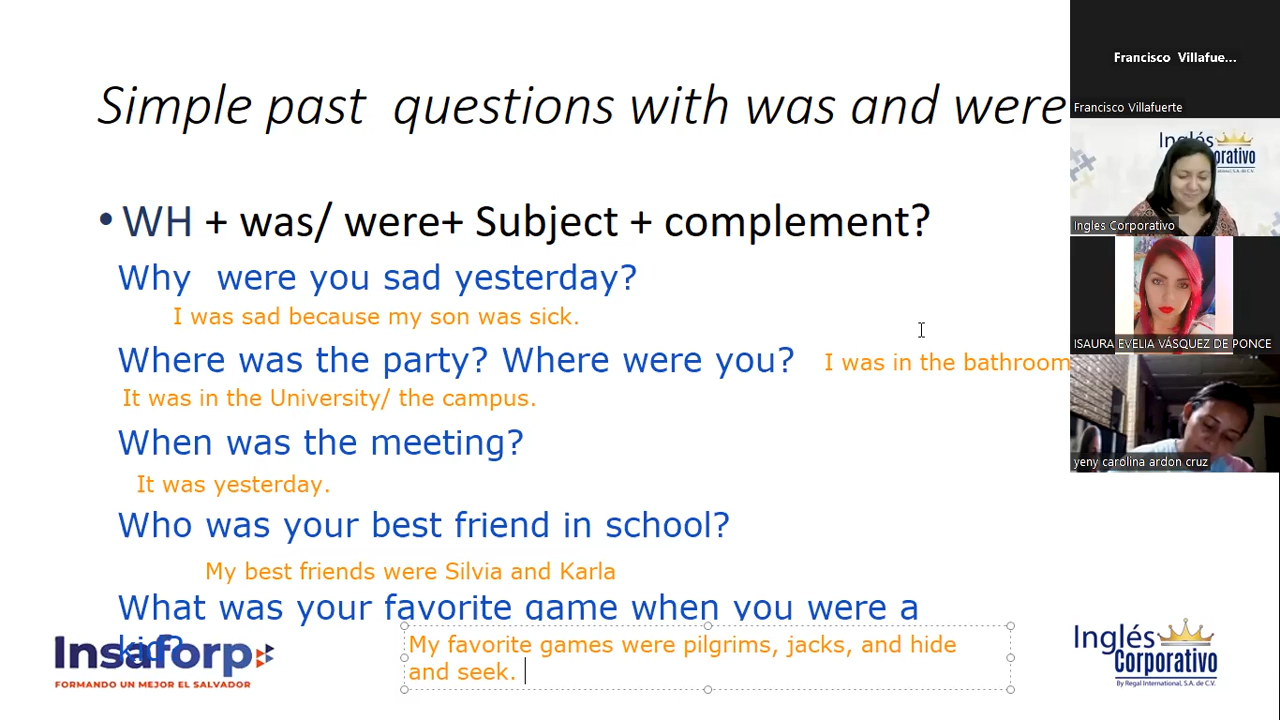 Simple past questions with was and were
• WH + was/ were+ Subject + complement?
Why were you sad yesterday?
I was sad because my son was sick.
Where was the party? Where were you?
I was in the bathroom
It was in the University/ the campus.
When was the meeting?
It was yesterday.
Who was your best friend in school?
My best friends were Silvia and Karla
What was your favorite game when you were a
kid?
My favorite games were pilgrims, jacks, and hide
and seek.
Insaforp
FORMANDO UN MEJOR EL SALVADOR
Inglés
Corporativo
By Regal International, S.A. de C.V.
Francisco Villafue...
Francisco Villafuerte
Inglés
Corporativo
Ingles Corporativo
ISAURA EVELIA VÁSQUEZ DE PONCE
yeny carolina ardon cruz